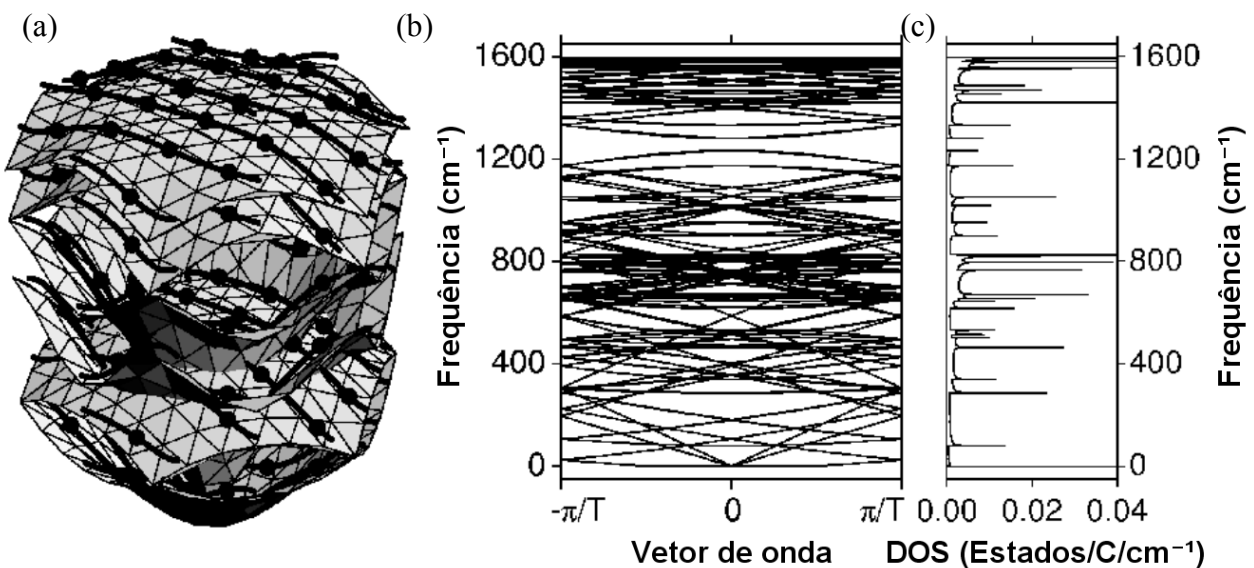 (a)
(b)
Frequência (cm⁻¹)
1600
1200
800
400
0
-π/T 0 π/T
Vetor de onda
(c)
1600
1200
800
400
0
Frequência (cm⁻¹)
0.00 0.02 0.04
DOS (Estados/C/cm⁻¹)